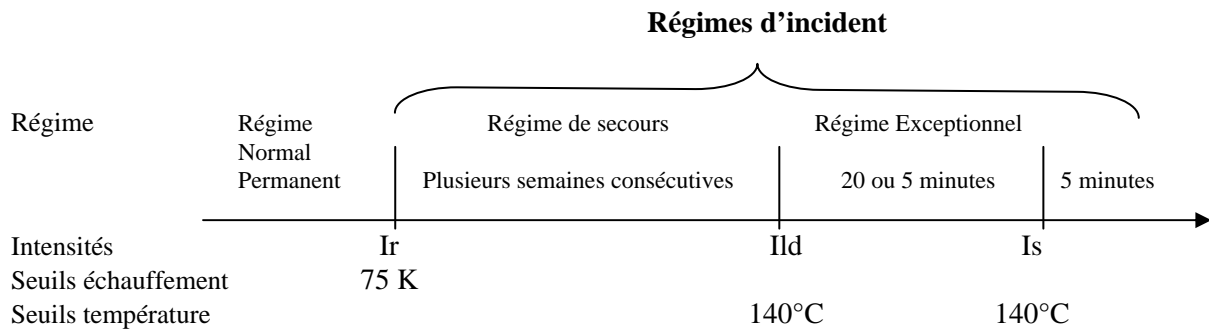 Régimes d'incident
Régime Régime Normal Permanent Régime de secours Régime Exceptionnel
Plusieurs semaines consécutives 20 ou 5 minutes 5 minutes
Intensités Ir Ild Is
Seuils échauffement 75 K
Seuils température 140°C 140°C